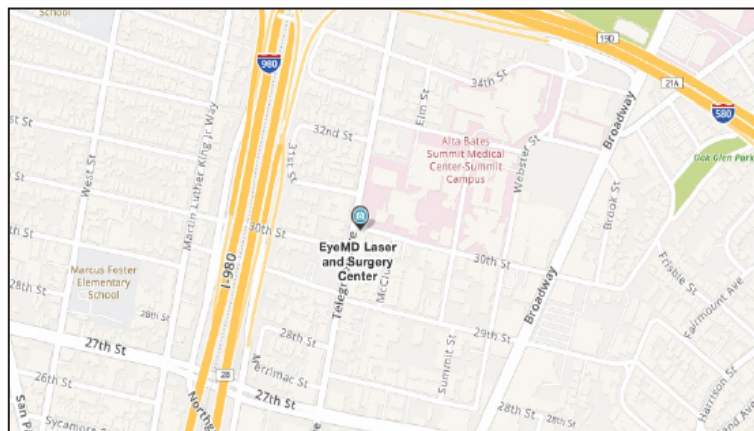 School
980
19D
21A
580
34th St
Elm St
Broadway
Martin Luther King Jr Way
West St
32nd St
31st St
Alta Bates
Summit Medical
Center-Summit
Campus
Webster St
Oak Glen Park
Brook St
30th St
EyeMD Laser
and Surgery
Center
30th St
I-980
Marcus Foster
Elementary
School
28th St
28th St
27th St
28th St
29th St
Broadway
Frisbie St
Fairmount Ave
Merrimac St
Summit St
Harrison St
26th St
2B
27th St
28th St
28th St
Sycamore St